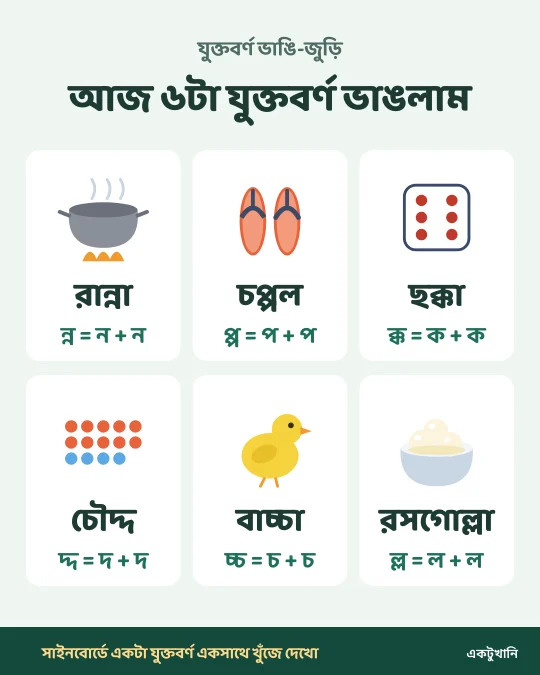 যুক্তবর্ণ ভাঙি-জুড়ি
আজ ৬টা যুক্তবর্ণ ভাঙলাম
রান্না
ন্ন = ন + ন
চপ্পল
প্প = প + প
ছক্কা
ক্ক = ক + ক
চৌদ্দ
দ্দ = দ + দ
বাচ্চা
চ্চ = চ + চ
রসগোল্লা
ল্ল = ল + ল
সাইনবোর্ডে একটা যুক্তবর্ণ একসাথে খুঁজে দেখো
একটুখানি